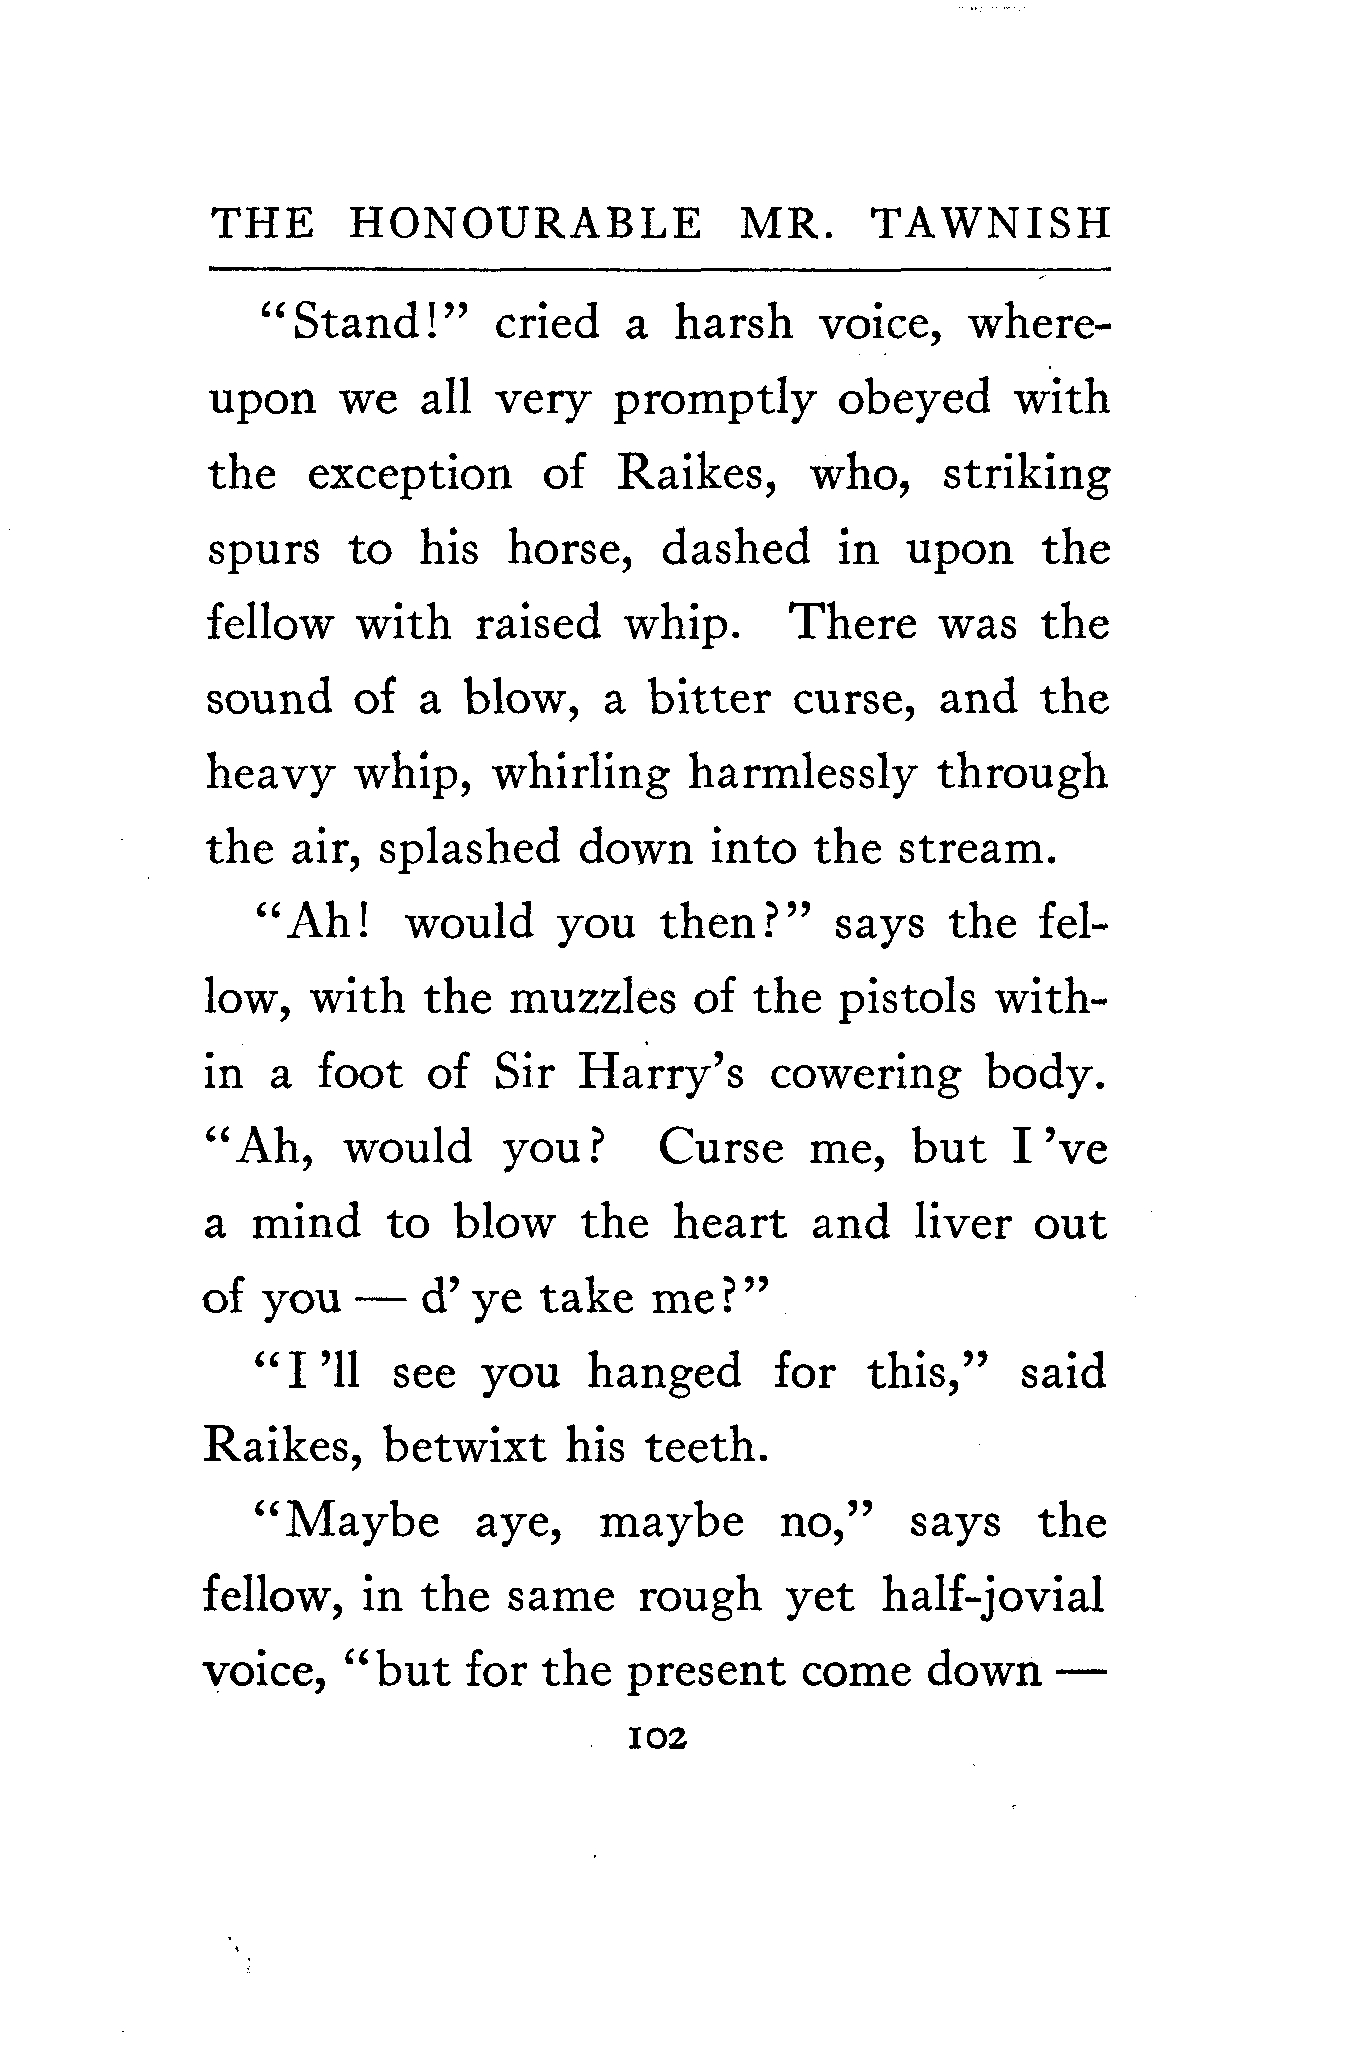 THE HONOURABLE MR. TAWNISH
"Stand!" cried a harsh voice, where-
upon we all very promptly obeyed with
the exception of Raikes, who, striking
spurs to his horse, dashed in upon the
fellow with raised whip. There was the
sound of a blow, a bitter curse, and the
heavy whip, whirling harmlessly through
the air, splashed down into the stream.
"Ah! would you then?" says the fel-
low, with the muzzles of the pistols with-
in a foot of Sir Harry's cowering body.
"Ah, would you? Curse me, but I 've
a mind to blow the heart and liver out
of you — d' ye take me?"
"I 'll see you hanged for this," said
Raikes, betwixt his teeth.
"Maybe aye, maybe no," says the
fellow, in the same rough yet half-jovial
voice, "but for the present come down —
102